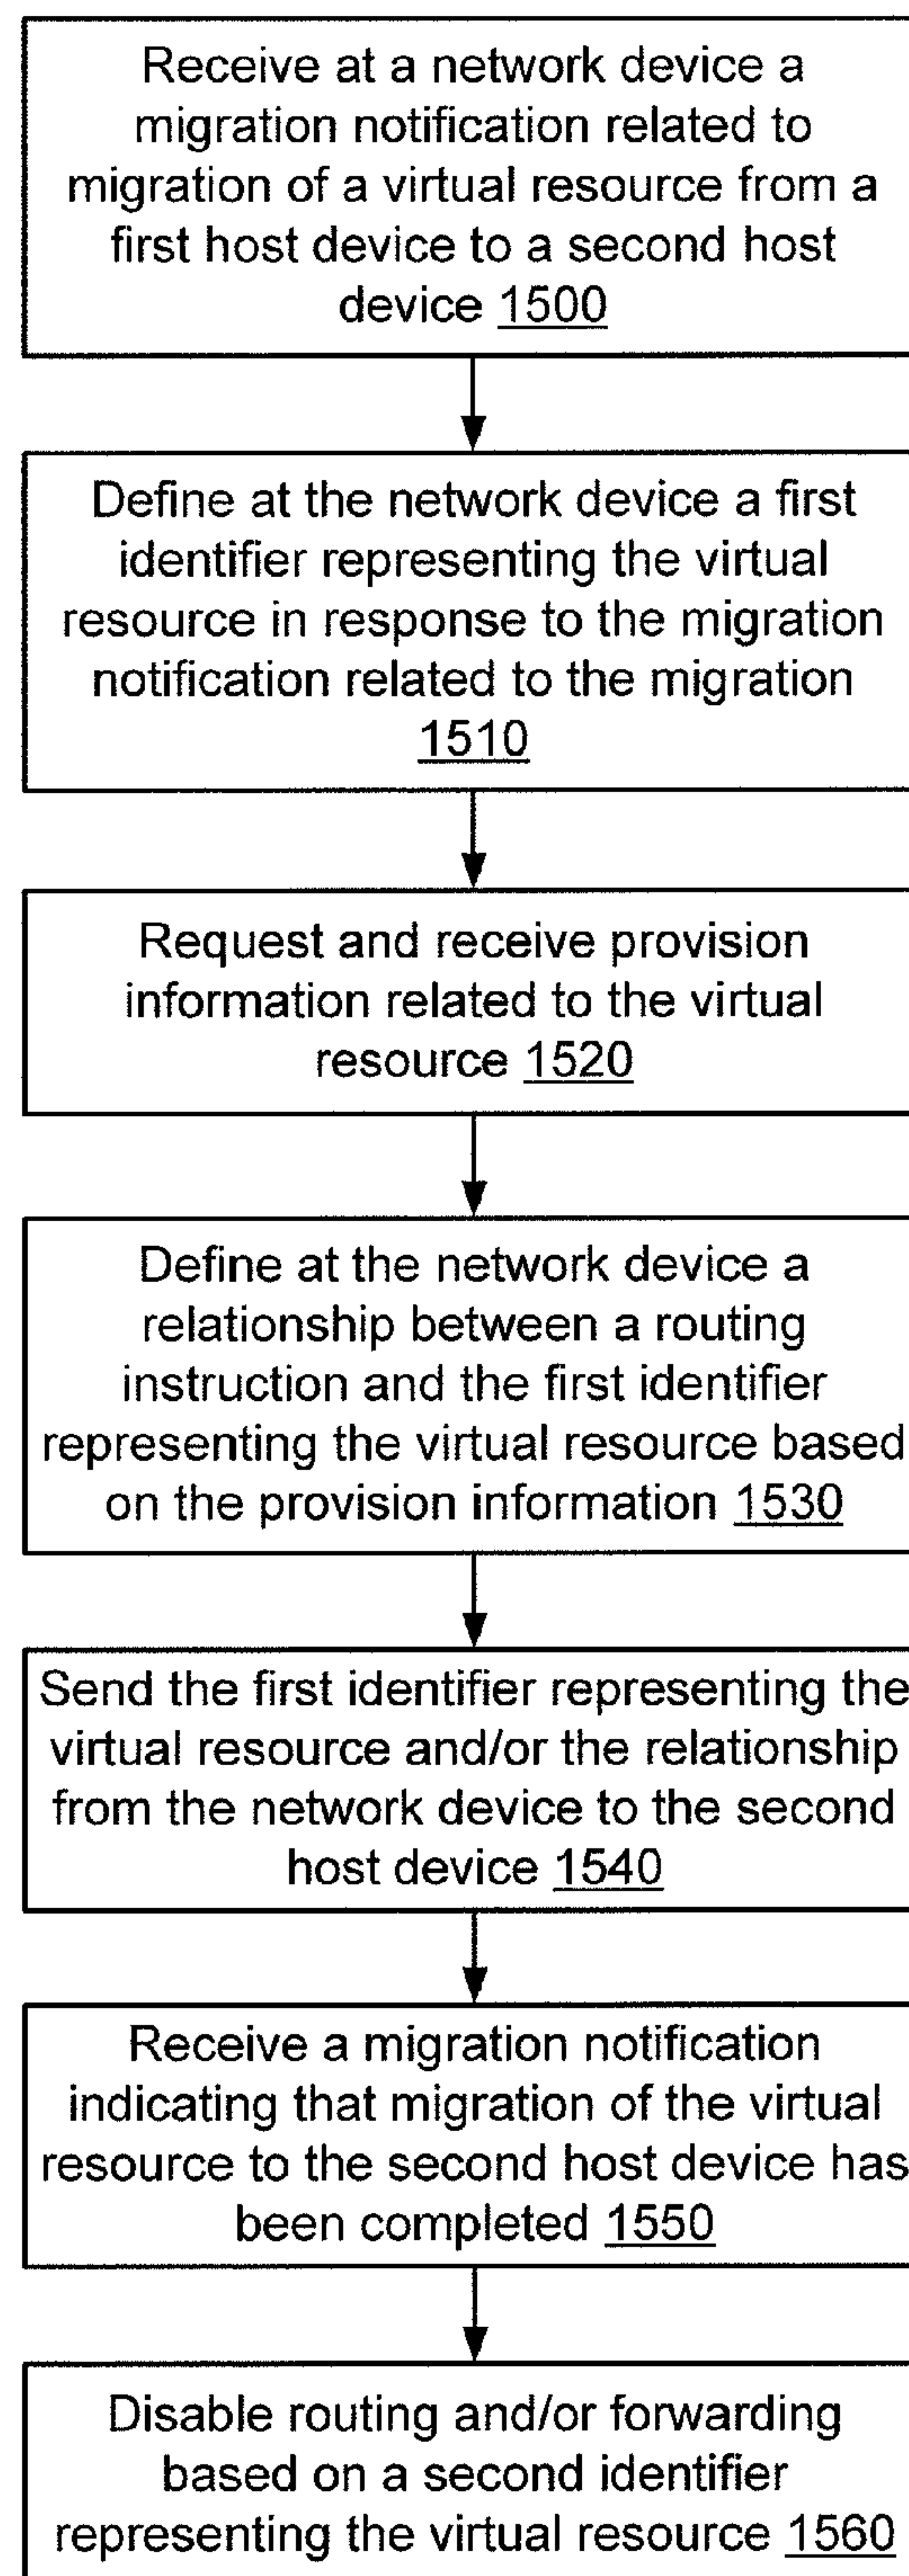 Receive at a network device a
migration notification related to
migration of a virtual resource from a
first host device to a second host
device 1500
Define at the network device a first
identifier representing the virtual
resource in response to the migration
notification related to the migration
1510
Request and receive provision
information related to the virtual
resource 1520
Define at the network device a
relationship between a routing
instruction and the first identifier
representing the virtual resource based
on the provision information 1530
Send the first identifier representing the
virtual resource and/or the relationship
from the network device to the second
host device 1540
Receive a migration notification
indicating that migration of the virtual
resource to the second host device has
been completed 1550
Disable routing and/or forwarding
based on a second identifier
representing the virtual resource 1560